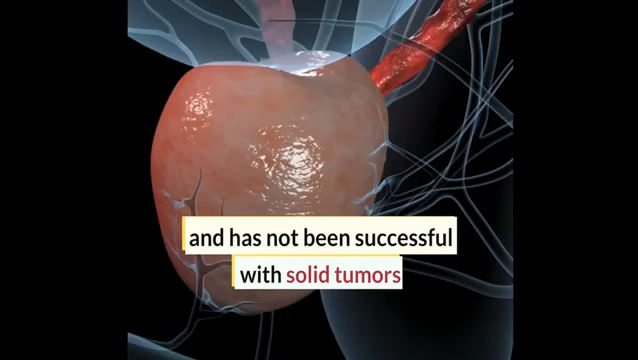 and has not been successful
with solid tumors